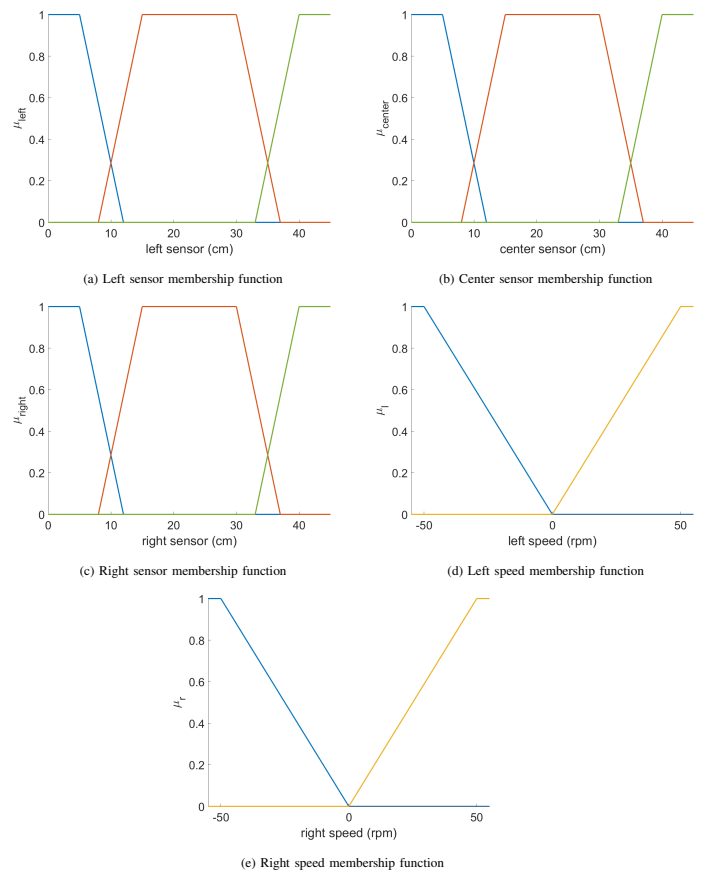 1
0.8
0.6
0.4
0.2
0
μleft
0 10 20 30 40
left sensor (cm)
(a) Left sensor membership function
1
0.8
0.6
0.4
0.2
0
μcenter
0 10 20 30 40
center sensor (cm)
(b) Center sensor membership function
1
0.8
0.6
0.4
0.2
0
μright
0 10 20 30 40
right sensor (cm)
(c) Right sensor membership function
1
0.8
0.6
0.4
0.2
0
μl
-50 0 50
left speed (rpm)
(d) Left speed membership function
1
0.8
0.6
0.4
0.2
0
μr
-50 0 50
right speed (rpm)
(e) Right speed membership function